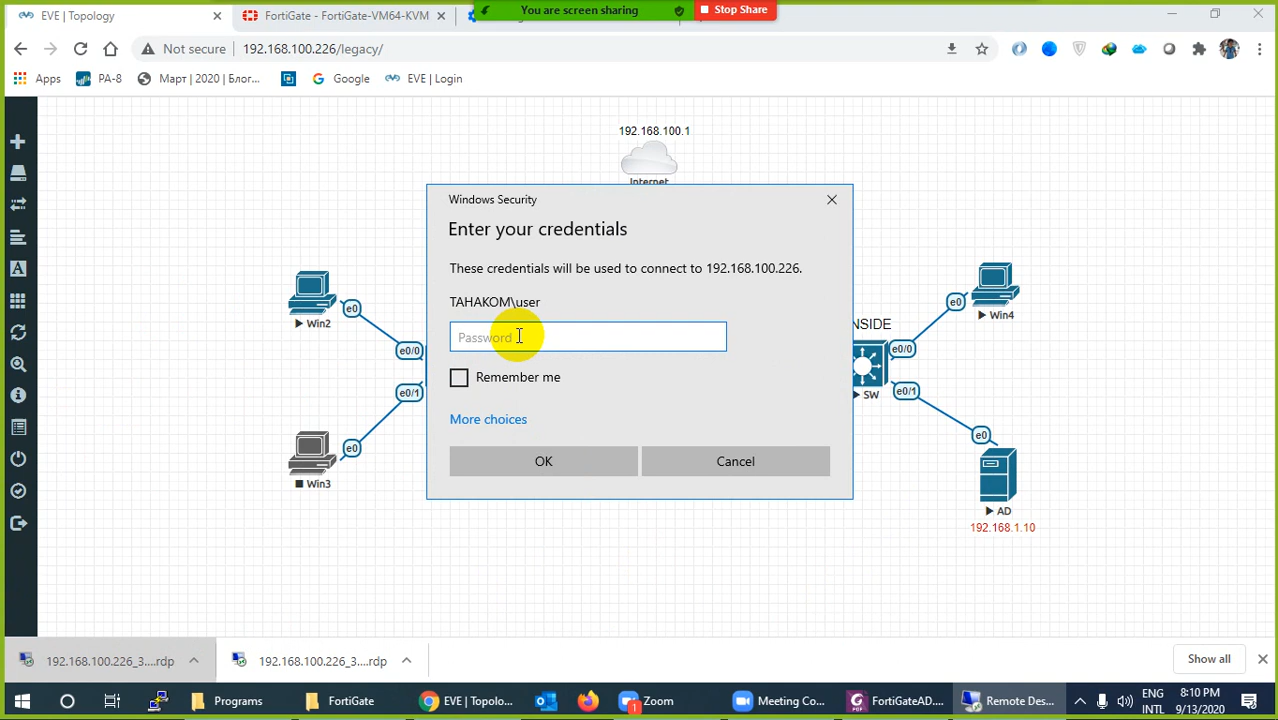 EVE | Topology
FortiGate - FortiGate-VM64-KVM
You are screen sharing
Stop Share
Not secure
192.168.100.226/legacy/
Apps
PA-8
Март | 2020 | Блог...
Google
EVE | Login
192.168.100.1
Internet
Windows Security
Enter your credentials
These credentials will be used to connect to 192.168.100.226.
TAHAKOM\user
Password
Remember me
More choices
OK
Cancel
e0
Win2
e0/0
e0/1
e0
Win3
NSIDE
e0
Win4
e0/0
SW
e0/1
e0
AD
192.168.1.10
192.168.100.226_3....rdp
192.168.100.226_3....rdp
Show all
Programs
FortiGate
EVE | Topolo...
1
Zoom
Meeting Co...
FortiGateAD....
Remote Des...
ENG
INTL
8:10 PM
9/13/2020